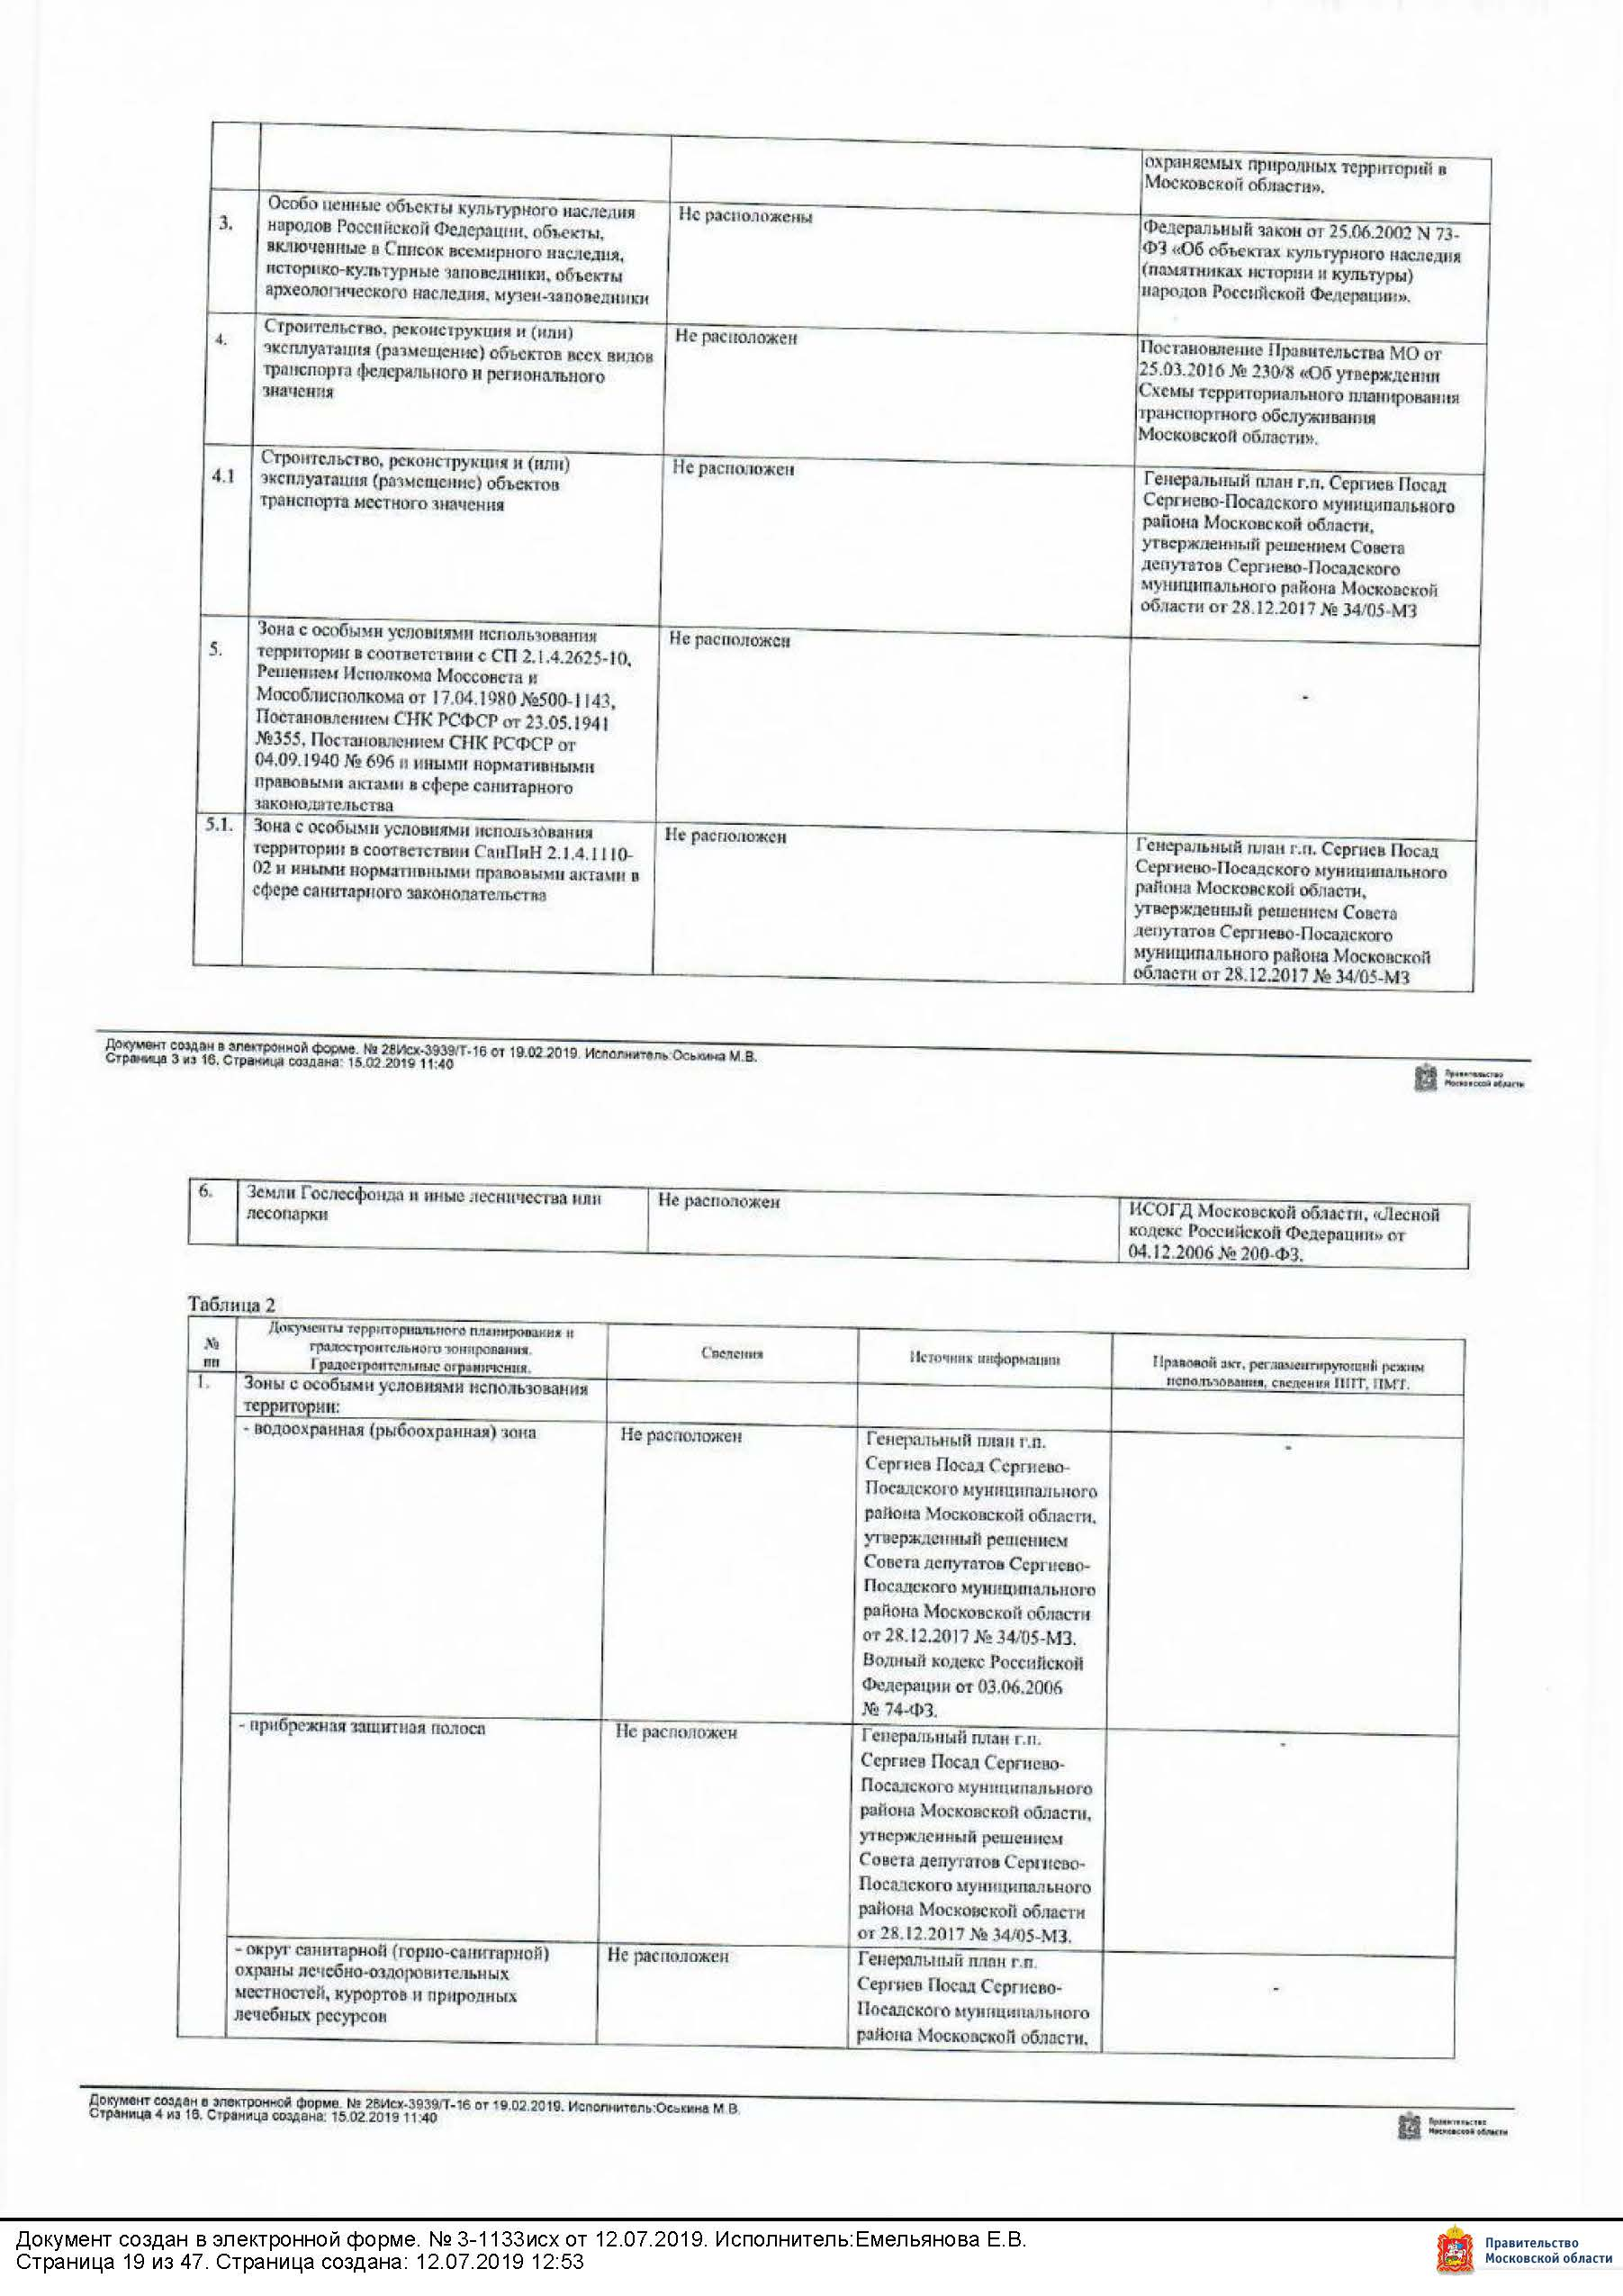 охраняемых природных территорий в
Московской области».
3.
Особо ценные объекты культурного наследия
народов Российской Федерации, объекты,
включенные в Список всемирного наследия,
историко-культурные заповедники, объекты
археологического наследия, музеи-заповедники
Не расположены
Федеральный закон от 25.06.2002 N 73-
ФЗ «Об объектах культурного наследия
(памятниках истории и культуры)
народов Российской Федерации».
4.
Строительство, реконструкция и (или)
эксплуатация (размещение) объектов всех видов
транспорта федерального и регионального
значения
Не расположен
Постановление Правительства МО от
25.03.2016 № 230/8 «Об утверждении
Схемы территориального планирования
транспортного обслуживания
Московской области».
4.1
Строительство, реконструкция и (или)
эксплуатация (размещение) объектов
транспорта местного значения
Не расположен
Генеральный план г.п. Сергиев Посад
Сергиево-Посадского муниципального
района Московской области,
утвержденный решением Совета
депутатов Сергиево-Посадского
муниципального района Московской
области от 28.12.2017 № 34/05-МЗ
5.
Зона с особыми условиями использования
территории в соответствии с СП 2.1.4.2625-10,
Решением Исполкома Моссовета и
Мособлисполкома от 17.04.1980 №500-1143,
Постановлением СНК РСФСР от 23.05.1941
№355, Постановлением СНК РСФСР от
04.09.1940 № 696 и иными нормативными
правовыми актами в сфере санитарного
законодательства
Не расположен
-
5.1.
Зона с особыми условиями использования
территории в соответствии СанПиН 2.1.4.1110-
02 и иными нормативными правовыми актами в
сфере санитарного законодательства
Не расположен
Генеральный план г.п. Сергиев Посад
Сергиево-Посадского муниципального
района Московской области,
утвержденный решением Совета
депутатов Сергиево-Посадского
муниципального района Московской
области от 28.12.2017 № 34/05-МЗ
Документ создан в электронной форме. № 28Исх-3939/Т-16 от 19.02.2019. Исполнитель:Оськина М.В.
Страница 3 из 16. Страница создана: 15.02.2019 11:40
Правительство
Московской области
6.
Земли Гослесфонда и иные лесничества или
лесопарки
Не расположен
ИСОГД Московской области, «Лесной
кодекс Российской Федерации» от
04.12.2006 № 200-ФЗ.
Таблица 2
№
пп
Документы территориального планирования и
градостроительного зонирования.
Градостроительные ограничения.
Сведения
Источник информации
Правовой акт, регламентирующий режим
использования, сведения ППТ, ПМТ.
1.
Зоны с особыми условиями использования
территории:
- водоохранная (рыбоохранная) зона
Не расположен
Генеральный план г.п.
Сергиев Посад Сергиево-
Посадского муниципального
района Московской области,
утвержденный решением
Совета депутатов Сергиево-
Посадского муниципального
района Московской области
от 28.12.2017 № 34/05-МЗ.
Водный кодекс Российской
Федерации от 03.06.2006
№ 74-ФЗ.
-
- прибрежная защитная полоса
Не расположен
Генеральный план г.п.
Сергиев Посад Сергиево-
Посадского муниципального
района Московской области,
утвержденный решением
Совета депутатов Сергиево-
Посадского муниципального
района Московской области
от 28.12.2017 № 34/05-МЗ.
-
- округ санитарной (горно-санитарной)
охраны лечебно-оздоровительных
местностей, курортов и природных
лечебных ресурсов
Не расположен
Генеральный план г.п.
Сергиев Посад Сергиево-
Посадского муниципального
района Московской области,
-
Документ создан в электронной форме. № 28Исх-3939/Т-16 от 19.02.2019. Исполнитель:Оськина М.В.
Страница 4 из 16. Страница создана: 15.02.2019 11:40
Правительство
Московской области
Документ создан в электронной форме. № 3-1133исх от 12.07.2019. Исполнитель:Емельянова Е.В.
Страница 19 из 47. Страница создана: 12.07.2019 12:53
Правительство
Московской области